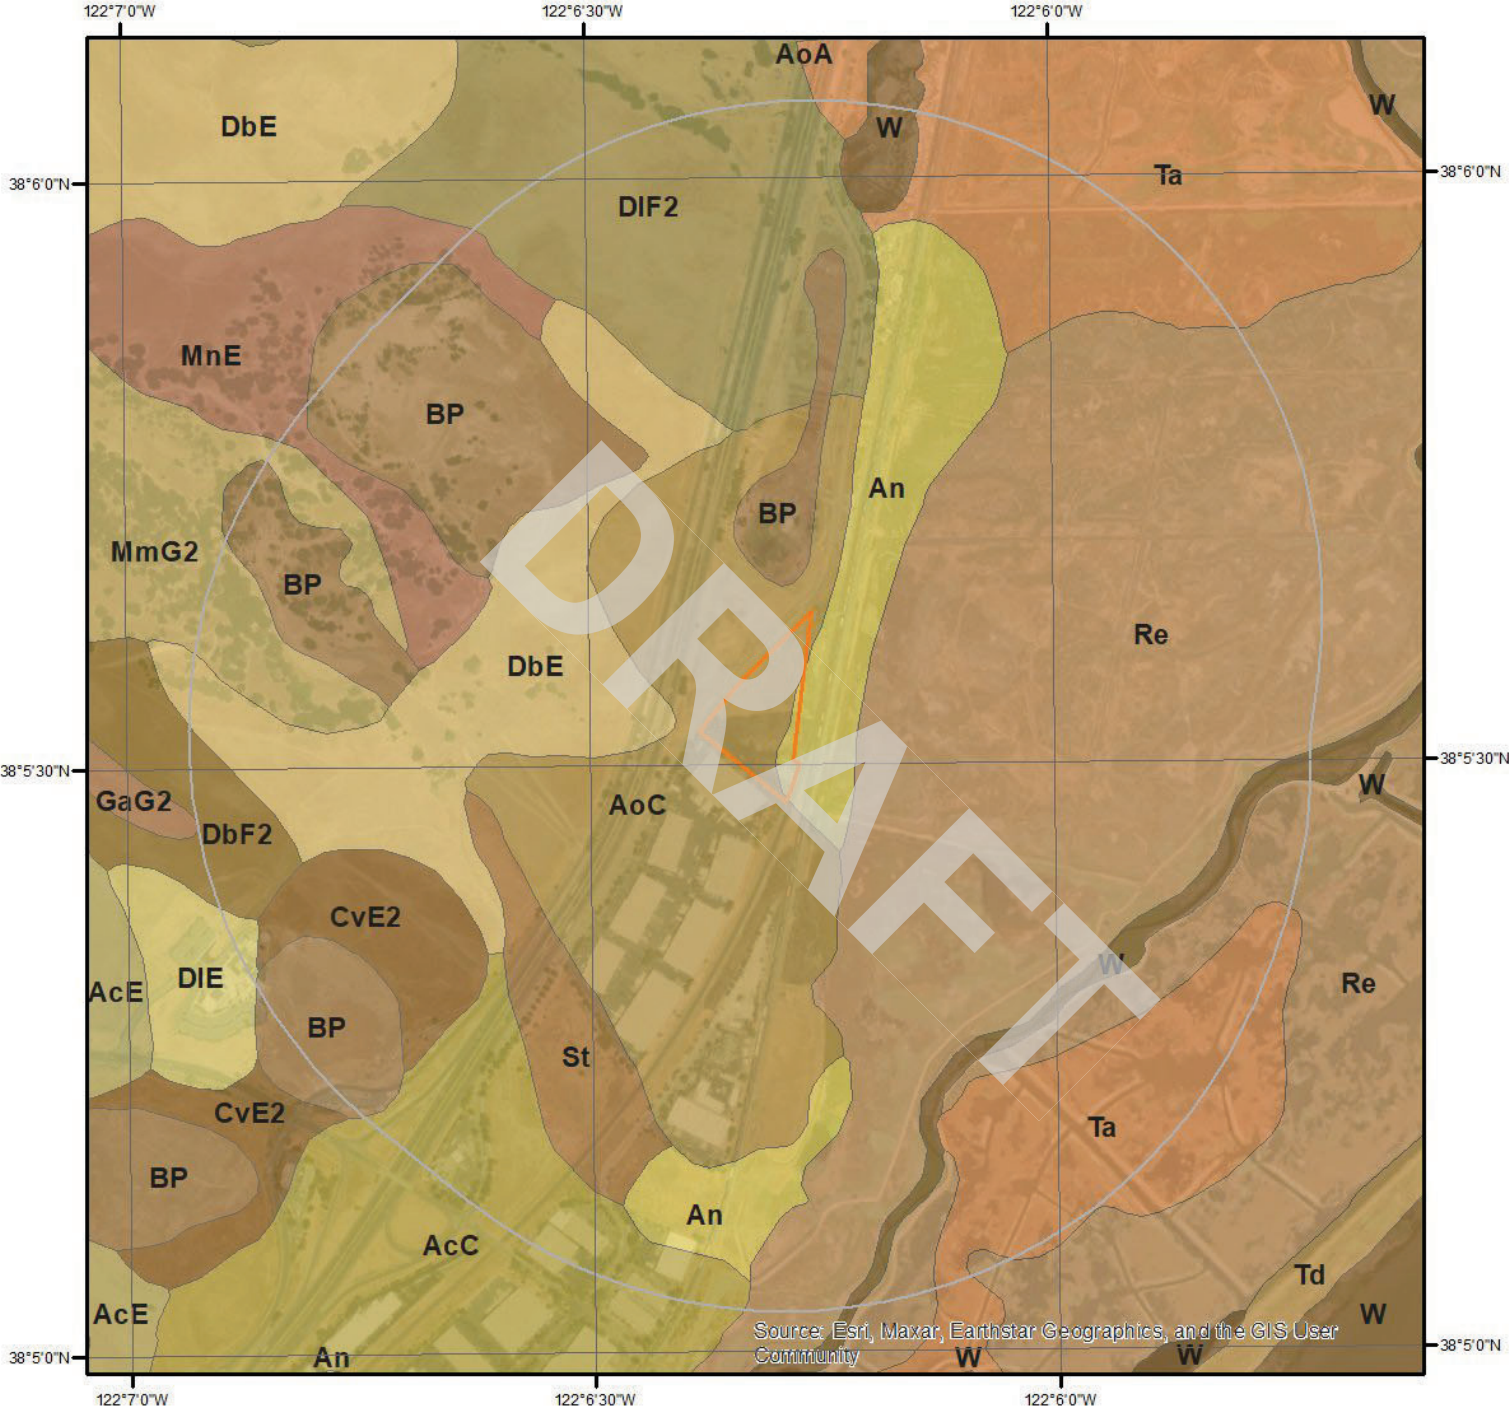 122°7'0"W 122°6'30"W 122°6'0"W
AoA
W
W
DbE
W
Ta
38°6'0"N
38°6'0"N
DIF2
MnE
BP
An
BP
MmG2
BP
Re
DbE
DRAFT
38°5'30"N
38°5'30"N
W
GaG2
AoC
DbF2
CvE2
W
DIE
Re
AcE
BP
St
CvE2
Ta
BP
An
AcC
Td
AcE
W
Source: Esri, Maxar, Earthstar Geographics, and the GIS User
Community
An
W
W
38°5'0"N
38°5'0"N
122°7'0"W 122°6'30"W 122°6'0"W